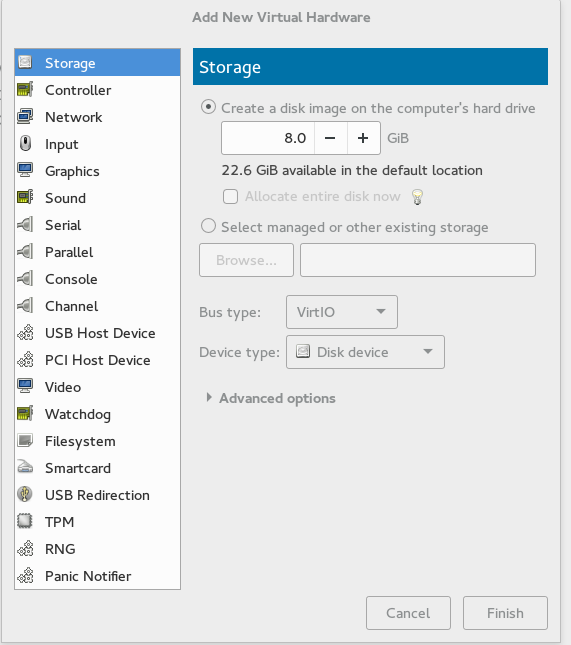 Add New Virtual Hardware
Storage
Controller
Network
Input
Graphics
Sound
Serial
Parallel
Console
Channel
USB Host Device
PCI Host Device
Video
Watchdog
Filesystem
Smartcard
USB Redirection
TPM
RNG
Panic Notifier
Storage
Create a disk image on the computer's hard drive
8.0 − + GiB
22.6 GiB available in the default location
Allocate entire disk now
Select managed or other existing storage
Browse...
Bus type: VirtIO
Device type: Disk device
Advanced options
Cancel Finish